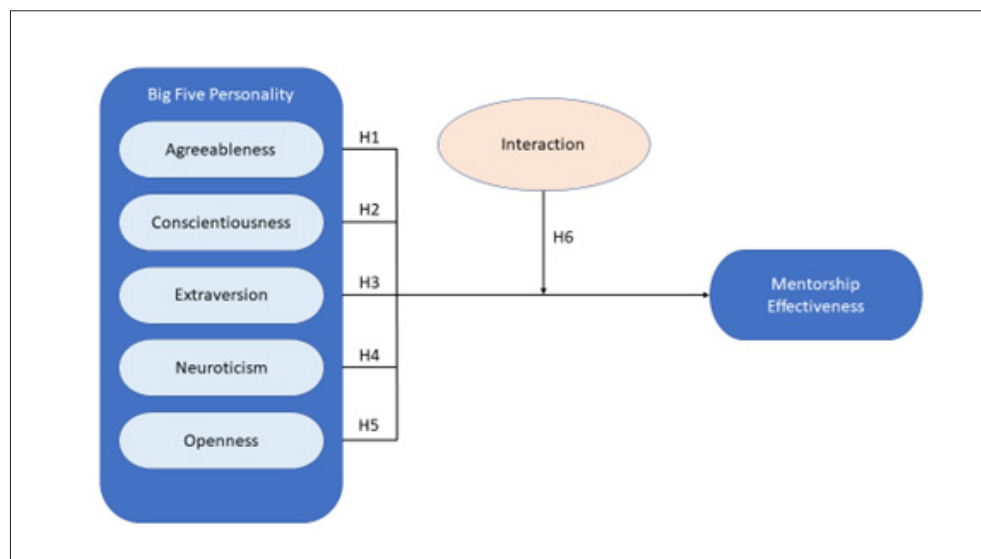 Big Five Personality
Agreeableness
Conscientiousness
Extraversion
Neuroticism
Openness
H1
H2
H3
H4
H5
Interaction
H6
Mentorship
Effectiveness